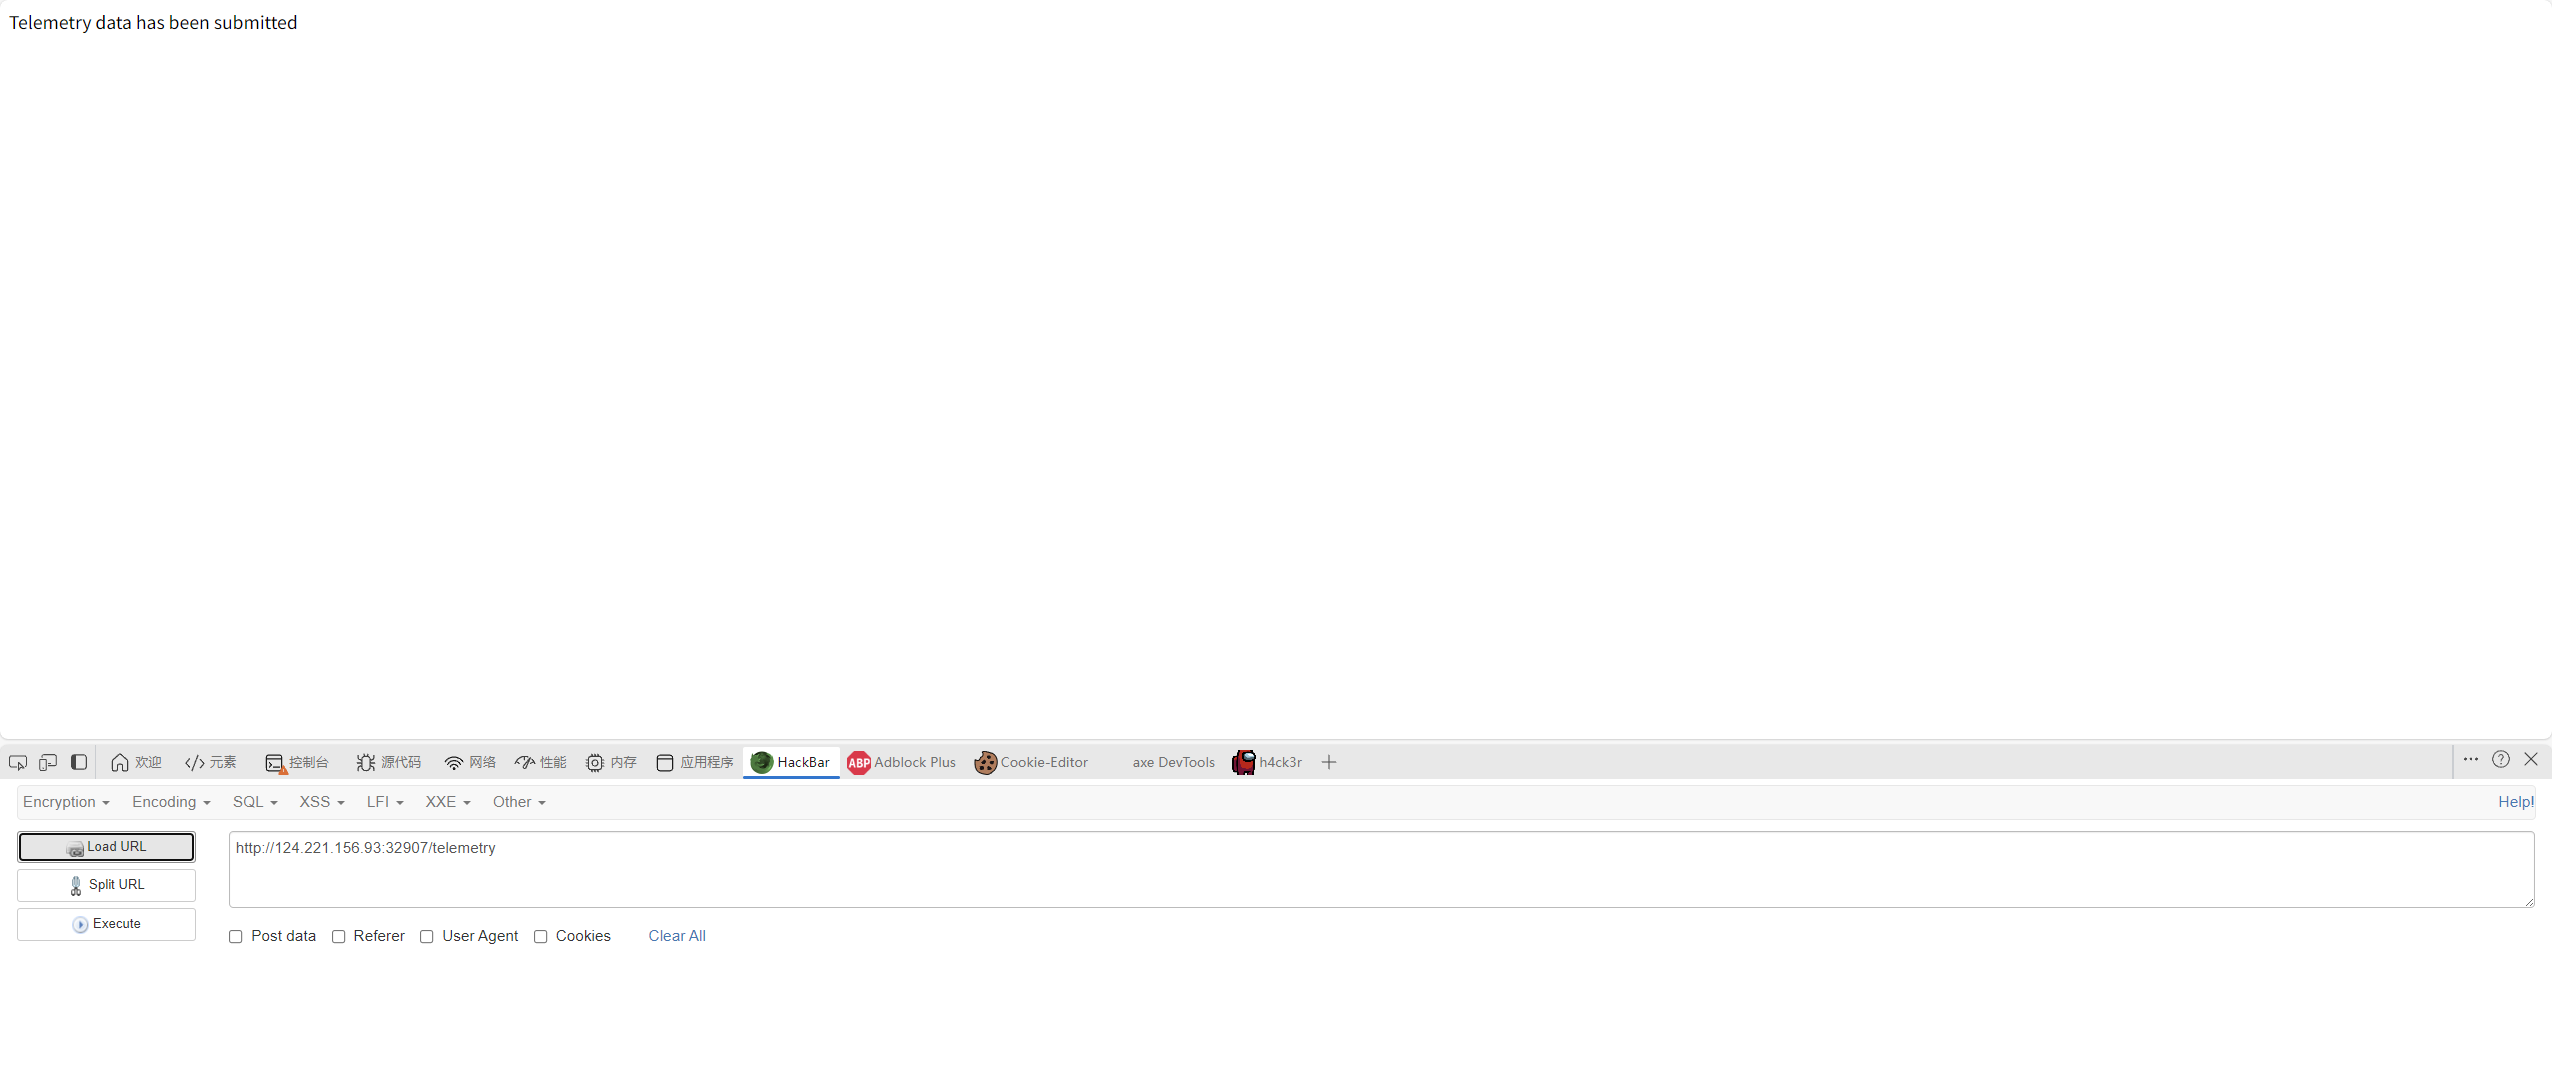 Telemetry data has been submitted
欢迎 元素 控制台 源代码 网络 性能 内存 应用程序 HackBar ABP Adblock Plus Cookie-Editor axe DevTools h4ck3r
Encryption Encoding SQL XSS LFI XXE Other Help!
Load URL http://124.221.156.93:32907/telemetry
Split URL
Execute
Post data Referer User Agent Cookies Clear All